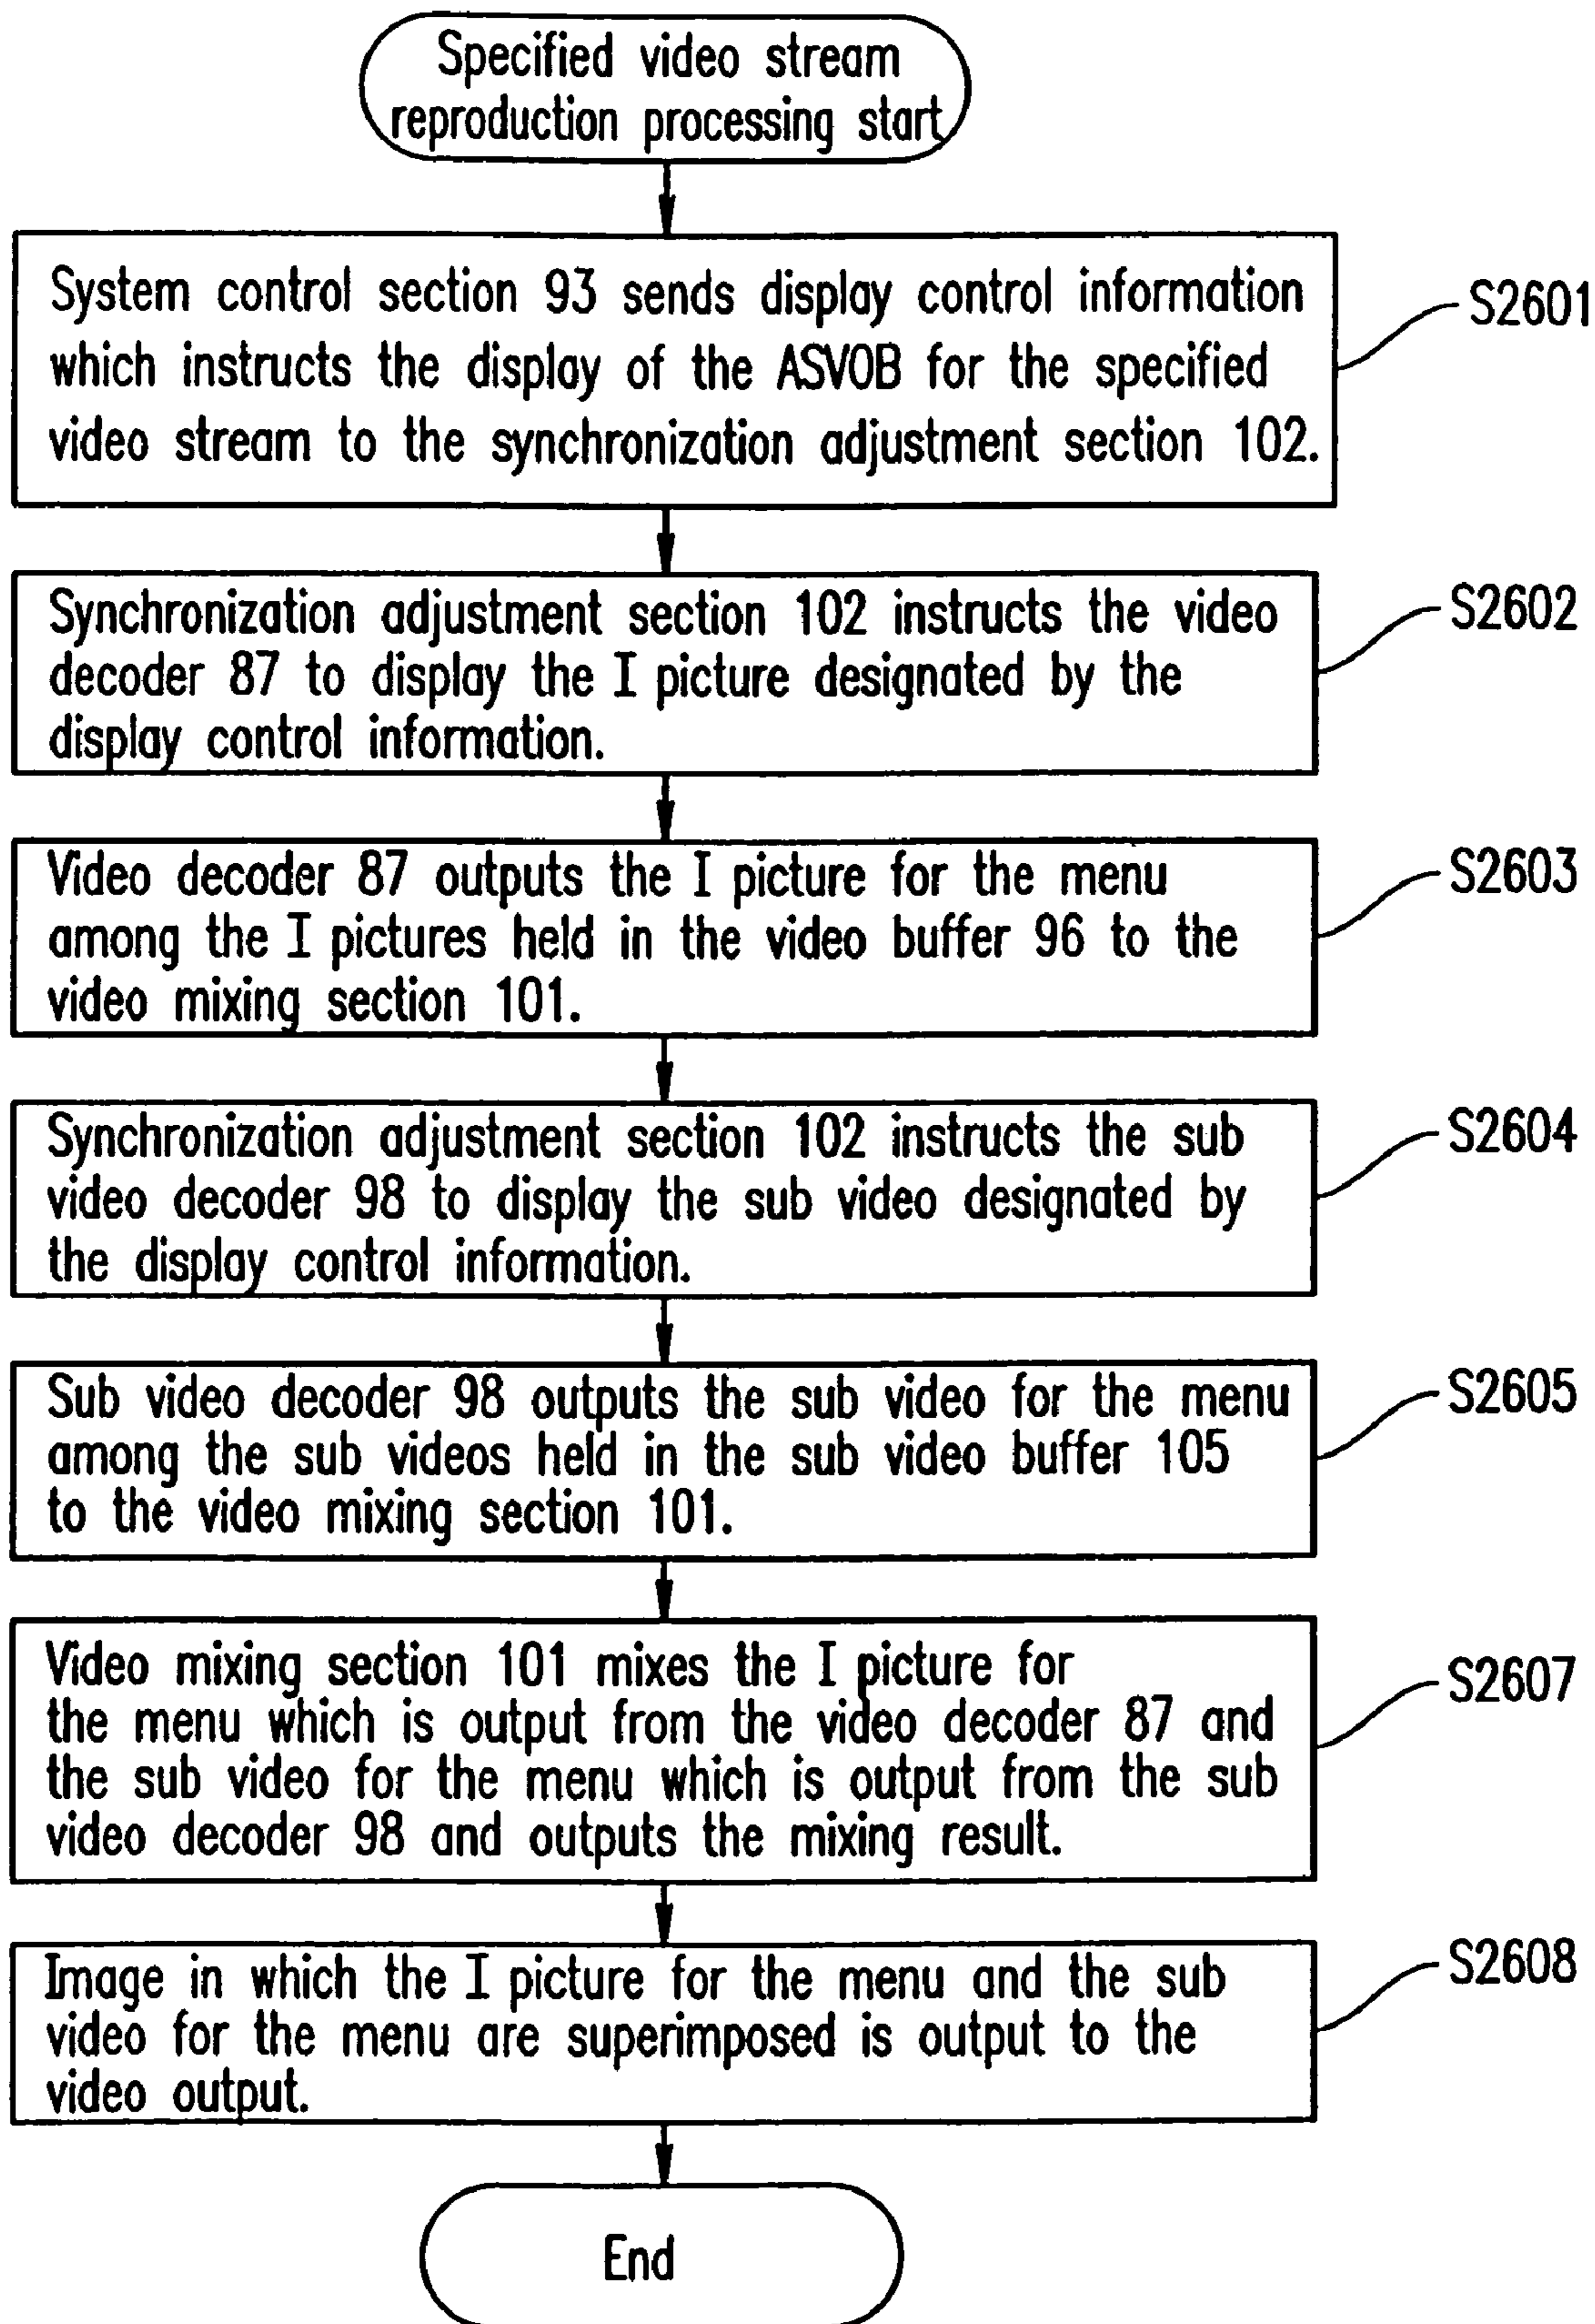 Specified video stream
reproduction processing start
System control section 93 sends display control information
which instructs the display of the ASVOB for the specified
video stream to the synchronization adjustment section 102.
S2601
Synchronization adjustment section 102 instructs the video
decoder 87 to display the I picture designated by the
display control information.
S2602
Video decoder 87 outputs the I picture for the menu
among the I pictures held in the video buffer 96 to the
video mixing section 101.
S2603
Synchronization adjustment section 102 instructs the sub
video decoder 98 to display the sub video designated by
the display control information.
S2604
Sub video decoder 98 outputs the sub video for the menu
among the sub videos held in the sub video buffer 105
to the video mixing section 101.
S2605
Video mixing section 101 mixes the I picture for
the menu which is output from the video decoder 87 and
the sub video for the menu which is output from the sub
video decoder 98 and outputs the mixing result.
S2607
Image in which the I picture for the menu and the sub
video for the menu are superimposed is output to the
video output.
S2608
End